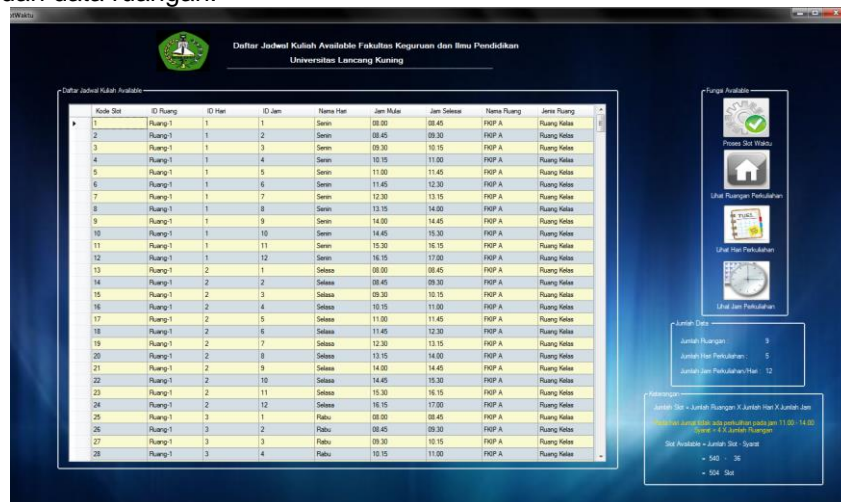 dan data ruangan.
SlotWaktu
Daftar Jadwal Kuliah Available Fakultas Keguruan dan Ilmu Pendidikan
Universitas Lancang Kuning
Daftar Jadwal Kuliah Available
Kode Slot ID Ruang ID Hari ID Jam Nama Hari Jam Mulai Jam Selesai Nama Ruang Jenis Ruang
1 Ruang-1 1 1 Senin 08.00 08.45 FKIP A Ruang Kelas
2 Ruang-1 1 2 Senin 08.45 09.30 FKIP A Ruang Kelas
3 Ruang-1 1 3 Senin 09.30 10.15 FKIP A Ruang Kelas
4 Ruang-1 1 4 Senin 10.15 11.00 FKIP A Ruang Kelas
5 Ruang-1 1 5 Senin 11.00 11.45 FKIP A Ruang Kelas
6 Ruang-1 1 6 Senin 11.45 12.30 FKIP A Ruang Kelas
7 Ruang-1 1 7 Senin 12.30 13.15 FKIP A Ruang Kelas
8 Ruang-1 1 8 Senin 13.15 14.00 FKIP A Ruang Kelas
9 Ruang-1 1 9 Senin 14.00 14.45 FKIP A Ruang Kelas
10 Ruang-1 1 10 Senin 14.45 15.30 FKIP A Ruang Kelas
11 Ruang-1 1 11 Senin 15.30 16.15 FKIP A Ruang Kelas
12 Ruang-1 1 12 Senin 16.15 17.00 FKIP A Ruang Kelas
13 Ruang-1 2 1 Selasa 08.00 08.45 FKIP A Ruang Kelas
14 Ruang-1 2 2 Selasa 08.45 09.30 FKIP A Ruang Kelas
15 Ruang-1 2 3 Selasa 09.30 10.15 FKIP A Ruang Kelas
16 Ruang-1 2 4 Selasa 10.15 11.00 FKIP A Ruang Kelas
17 Ruang-1 2 5 Selasa 11.00 11.45 FKIP A Ruang Kelas
18 Ruang-1 2 6 Selasa 11.45 12.30 FKIP A Ruang Kelas
19 Ruang-1 2 7 Selasa 12.30 13.15 FKIP A Ruang Kelas
20 Ruang-1 2 8 Selasa 13.15 14.00 FKIP A Ruang Kelas
21 Ruang-1 2 9 Selasa 14.00 14.45 FKIP A Ruang Kelas
22 Ruang-1 2 10 Selasa 14.45 15.30 FKIP A Ruang Kelas
23 Ruang-1 2 11 Selasa 15.30 16.15 FKIP A Ruang Kelas
24 Ruang-1 2 12 Selasa 16.15 17.00 FKIP A Ruang Kelas
25 Ruang-1 3 1 Rabu 08.00 08.45 FKIP A Ruang Kelas
26 Ruang-1 3 2 Rabu 08.45 09.30 FKIP A Ruang Kelas
27 Ruang-1 3 3 Rabu 09.30 10.15 FKIP A Ruang Kelas
28 Ruang-1 3 4 Rabu 10.15 11.00 FKIP A Ruang Kelas
Fungsi Available
Proses Slot Waktu
Lihat Ruangan Perkuliahan
TUEL
Lihat Hari Perkuliahan
Lihat Jam Perkuliahan
Jumlah Data
Jumlah Ruangan : 9
Jumlah Hari Perkuliahan : 5
Jumlah Jam Perkuliahan/Hari : 12
Keterangan
Jumlah Slot = Jumlah Ruangan X Jumlah Hari X Jumlah Jam
Pada hari Jumat tidak ada perkuliahan pada jam 11.00 - 14.00
Syarat = 4 X Jumlah Ruangan
Slot Available = Jumlah Slot - Syarat
= 540 - 36
= 504 Slot